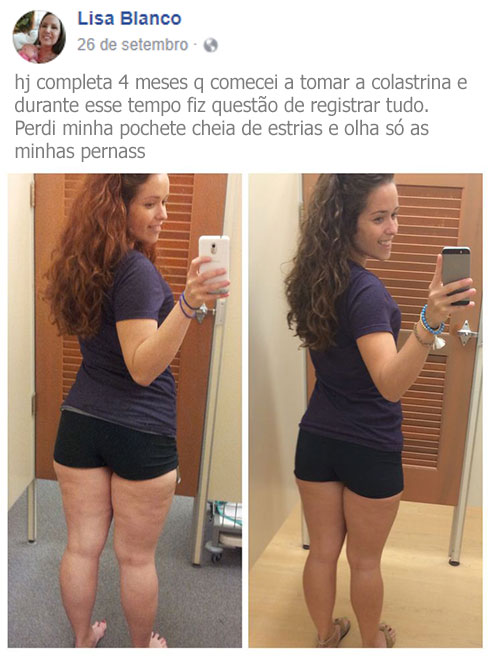 Lisa Blanco
26 de setembro ·
hj completa 4 meses q comecei a tomar a colastrina e
durante esse tempo fiz questão de registrar tudo.
Perdi minha pochete cheia de estrias e olha só as
minhas pernass